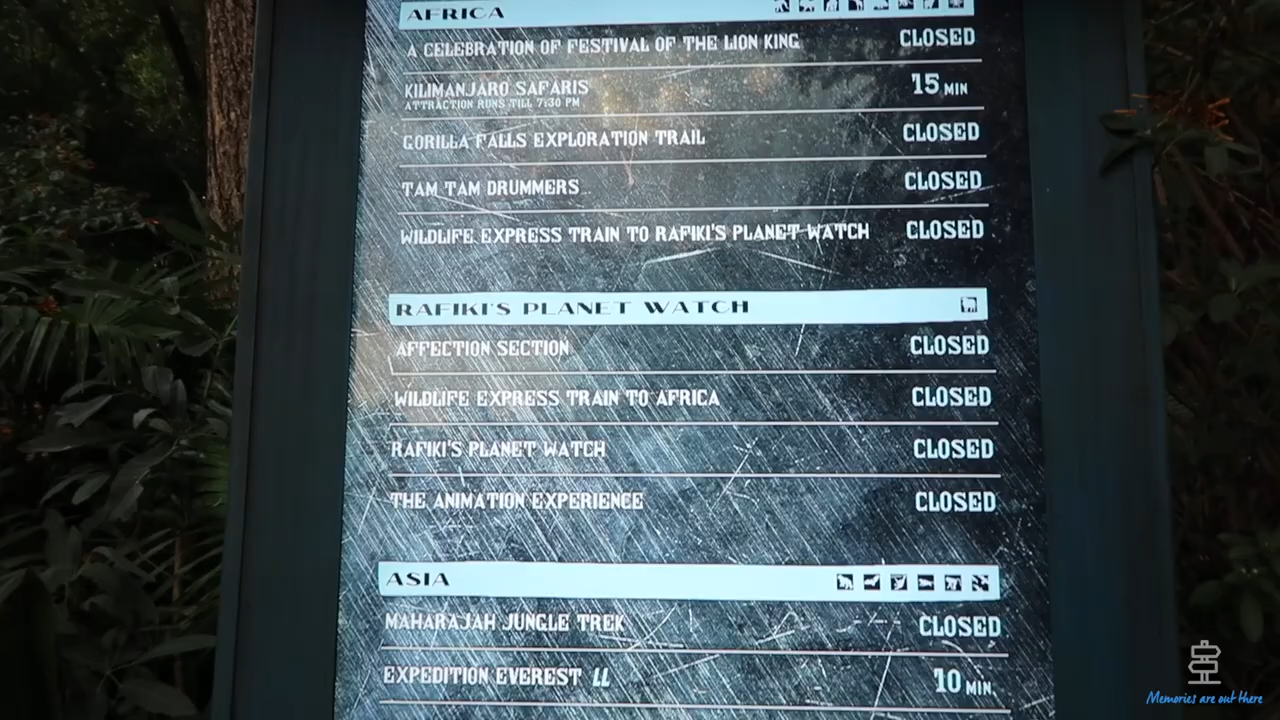 AFRICA
A CELEBRATION OF FESTIVAL OF THE LION KING CLOSED
KILIMANJARO SAFARIS 15 MIN
ATTRACTION RUNS TILL 7:30 PM
GORILLA FALLS EXPLORATION TRAIL CLOSED
TAM TAM DRUMMERS CLOSED
WILDLIFE EXPRESS TRAIN TO RAFIKI'S PLANET WATCH CLOSED
RAFIKI'S PLANET WATCH
AFFECTION SECTION CLOSED
WILDLIFE EXPRESS TRAIN TO AFRICA CLOSED
RAFIKI'S PLANET WATCH CLOSED
THE ANIMATION EXPERIENCE CLOSED
ASIA
MAHARAJAH JUNGLE TREK CLOSED
EXPEDITION EVEREST LL 10 MIN.
Memories are out there